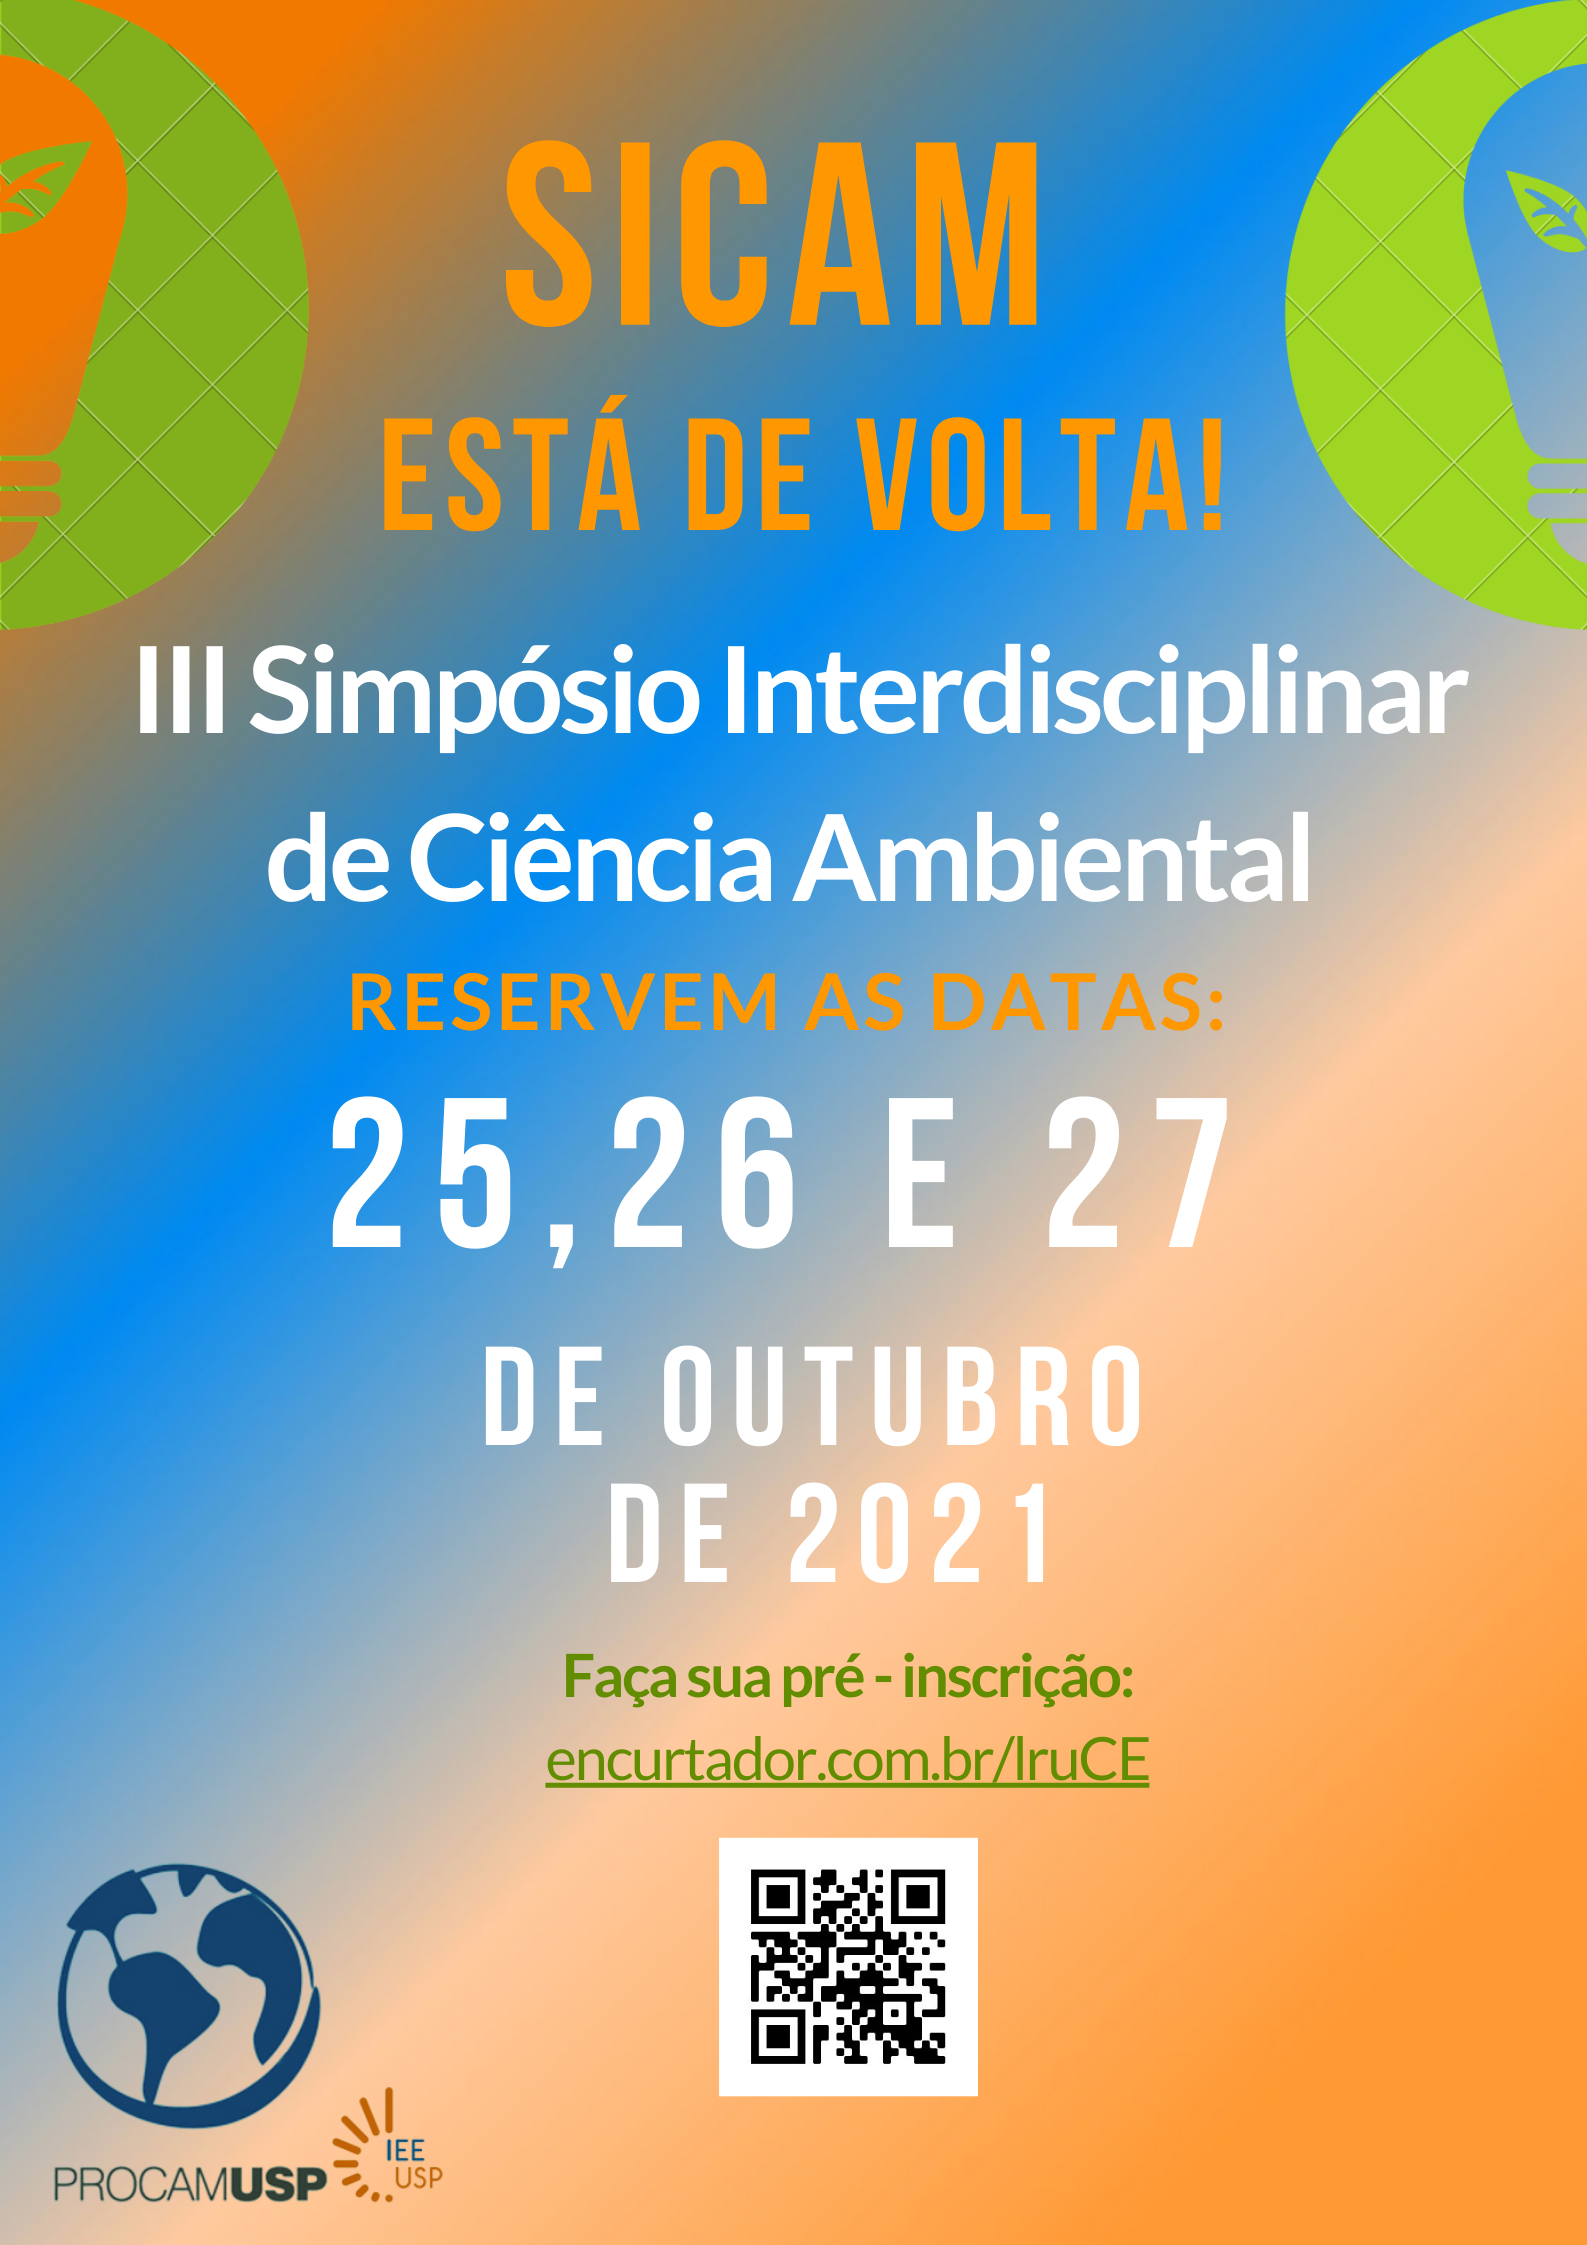 SICAM
ESTÁ DE VOLTA!
III Simpósio Interdisciplinar
de Ciência Ambiental
RESERVEM AS DATAS:
25,26 E 27
DE OUTUBRO
DE 2021
Faça sua pré - inscrição:
encurtador.com.br/lruCE
IEE
USP
PROCAMUSP